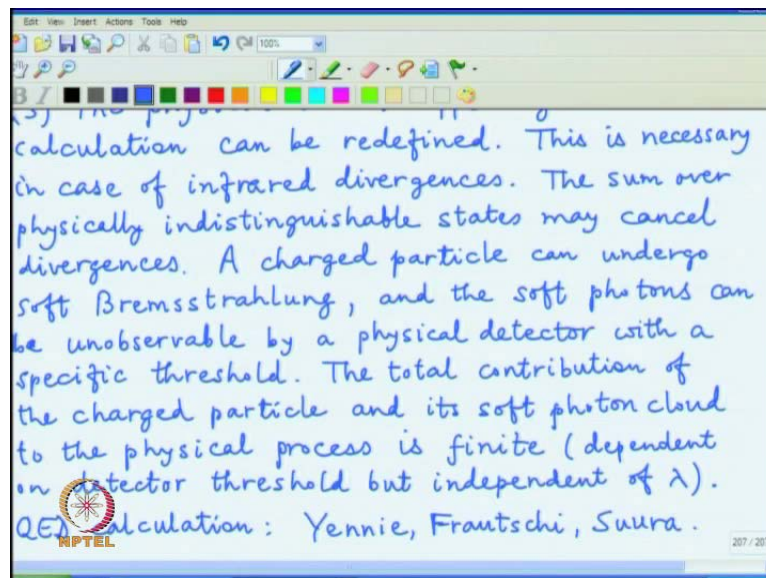 Edit View Insert Actions Tools Help
100%
B I
calculation can be redefined. This is necessary
in case of infrared divergences. The sum over
physically indistinguishable states may cancel
divergences. A charged particle can undergo
soft Bremsstrahlung, and the soft photons can
be unobservable by a physical detector with a
specific threshold. The total contribution of
the charged particle and its soft photon cloud
to the physical process is finite (dependent
on detector threshold but independent of λ).
QED calculation: Yennie, Frautschi, Suura.
NPTEL